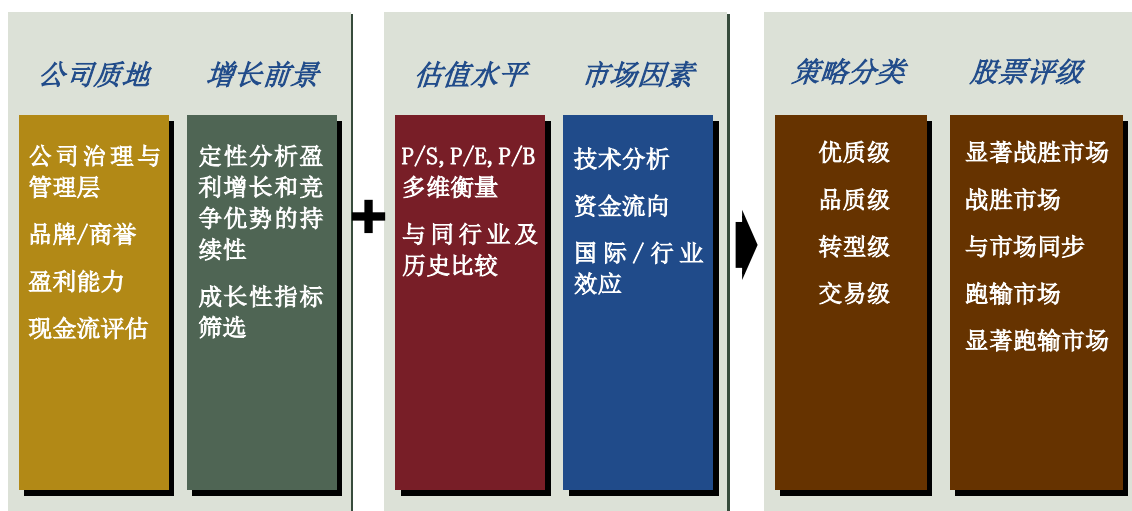 公司质地
公司治理与
管理层
品牌/商誉
盈利能力
现金流评估
增长前景
定性分析盈
利增长和竞
争优势的持
续性
成长性指标
筛选
估值水平
P/S,P/E,P/B
多维衡量
与同行业及
历史比较
市场因素
技术分析
资金流向
国际/行业
效应
策略分类
优质级
品质级
转型级
交易级
股票评级
显著战胜市场
战胜市场
与市场同步
跑输市场
显著跑输市场